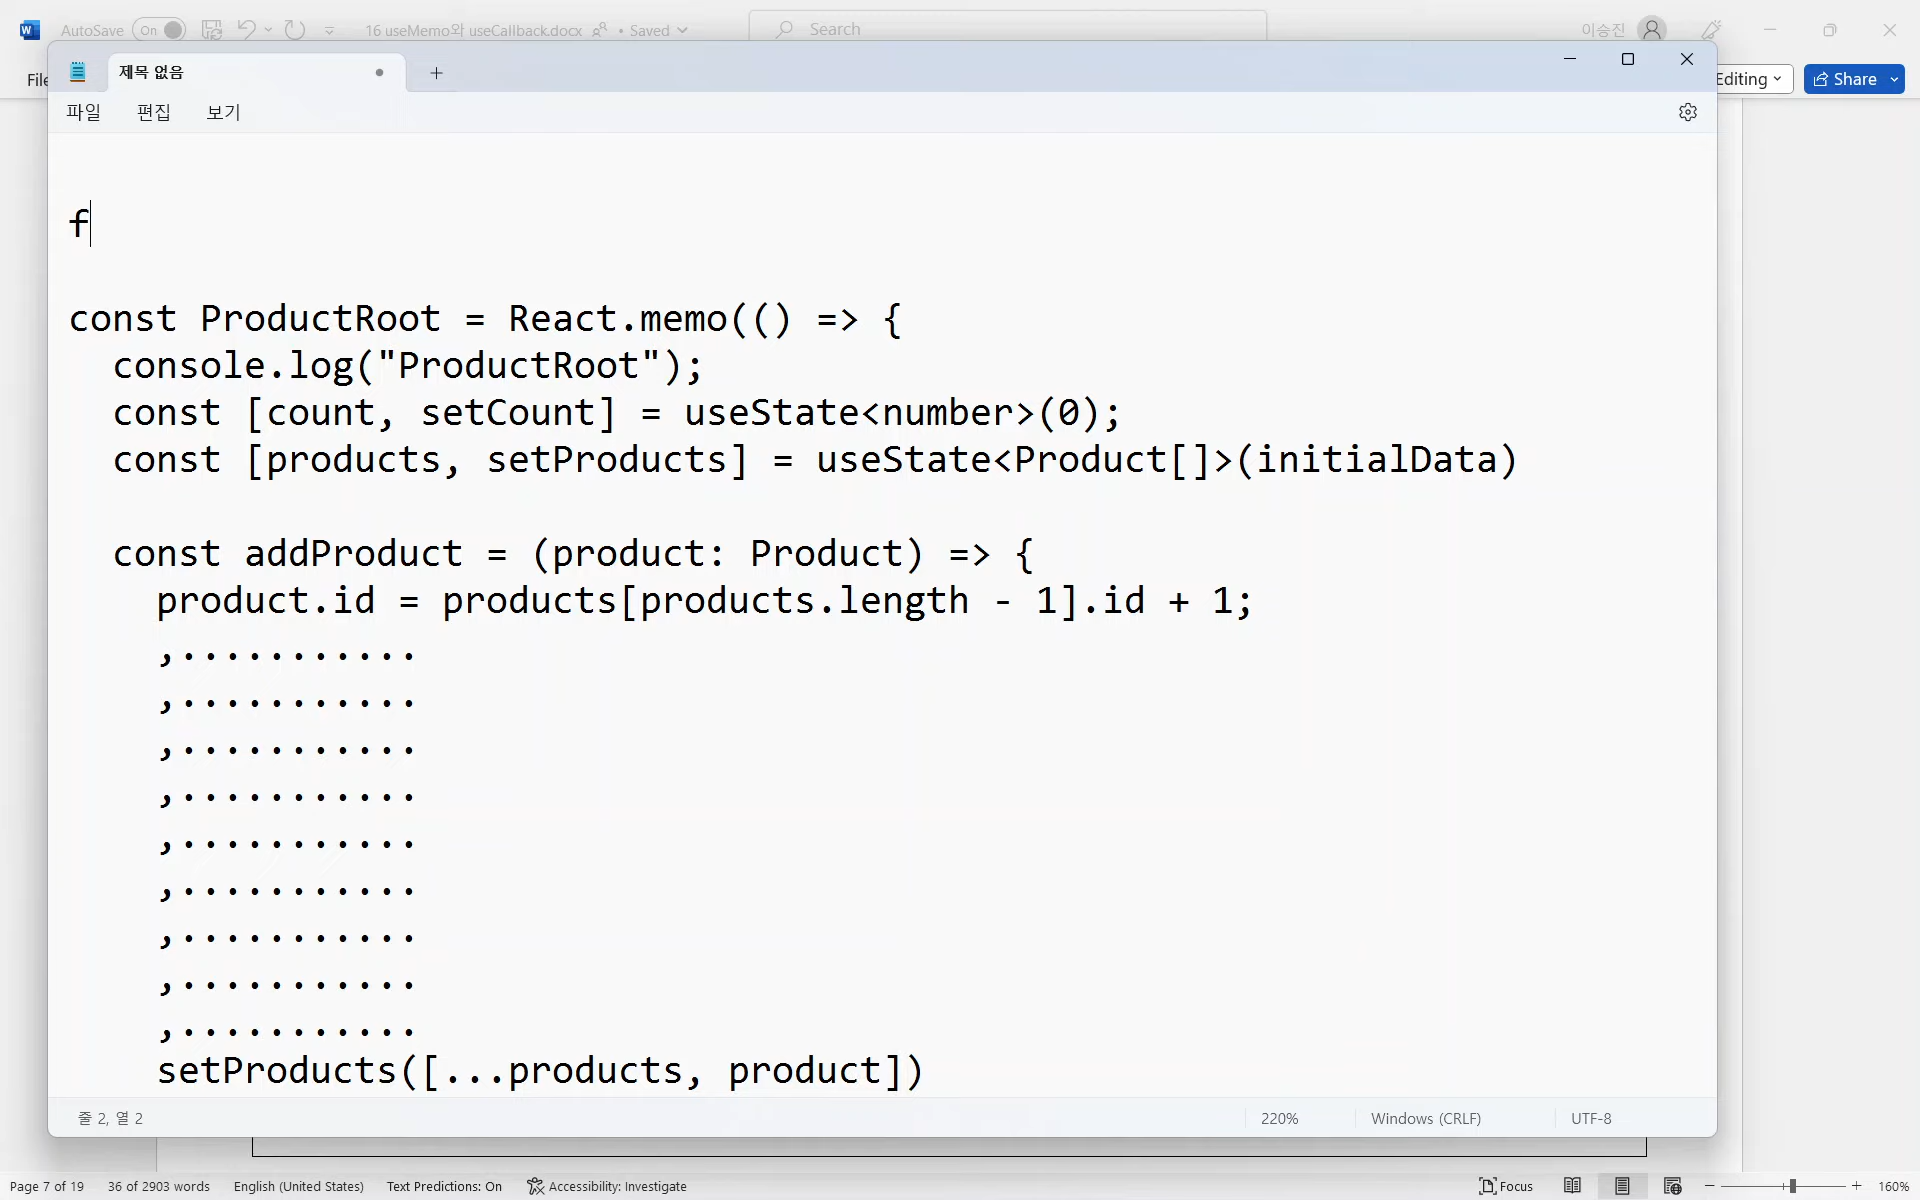 AutoSave On 16 useMemo와 useCallback.docx • Saved Search 이승진
File Editing Share
제목 없음
파일 편집 보기
f
const ProductRoot = React.memo(() => {
console.log("ProductRoot");
const [count, setCount] = useState<number>(0);
const [products, setProducts] = useState<Product[]>(initialData)
const addProduct = (product: Product) => {
product.id = products[products.length - 1].id + 1;
,...........
,...........
,...........
,...........
,...........
,...........
,...........
,...........
,...........
setProducts([...products, product])
줄 2, 열 2 220% Windows (CRLF) UTF-8
Page 7 of 19 36 of 2903 words English (United States) Text Predictions: On Accessibility: Investigate Focus 160%